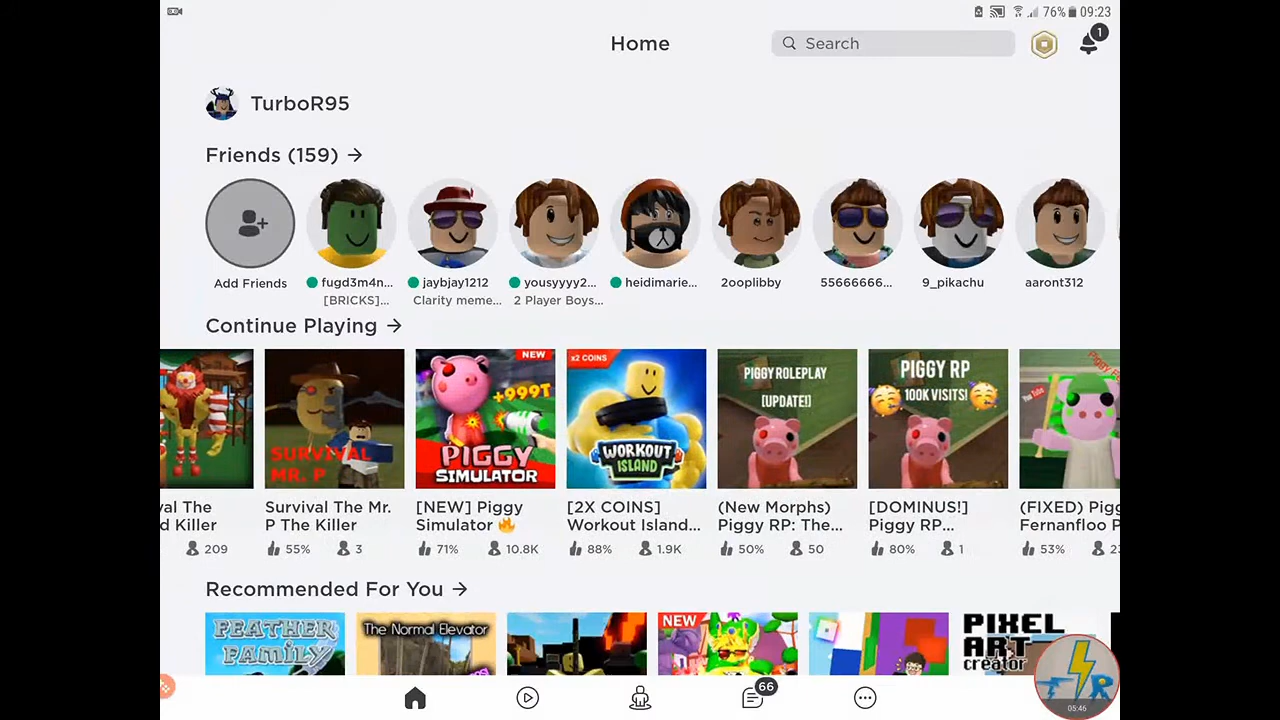 76% 09:23
Home
Search
1
TurboR95
Friends (159) →
Add Friends
fugd3m4n...
[BRICKS]...
jaybjay1212
Clarity meme...
yousyyyy2...
2 Player Boys...
heidimarie...
2ooplibby
55666666...
9_pikachu
aaront312
Continue Playing →
val The
d Killer
209
SURVIVAL
MR. P
Survival The Mr.
P The Killer
55% 3
NEW
+999T
PIGGY
SIMULATOR
[NEW] Piggy
Simulator 🔥
71% 10.8K
x2 COINS
WORKOUT
ISLAND
[2X COINS]
Workout Island...
88% 1.9K
PIGGY ROLEPLAY
[UPDATE!]
(New Morphs)
Piggy RP: The...
50% 50
PIGGY RP
100K VISITS!
[DOMINUS!]
Piggy RP...
80% 1
(FIXED) Pigg
Fernanfloo P
53% 23
Recommended For You →
FEATHER
FAMILY
The Normal Elevator
NEW
PIXEL
ART
creator
66
T R
05:46